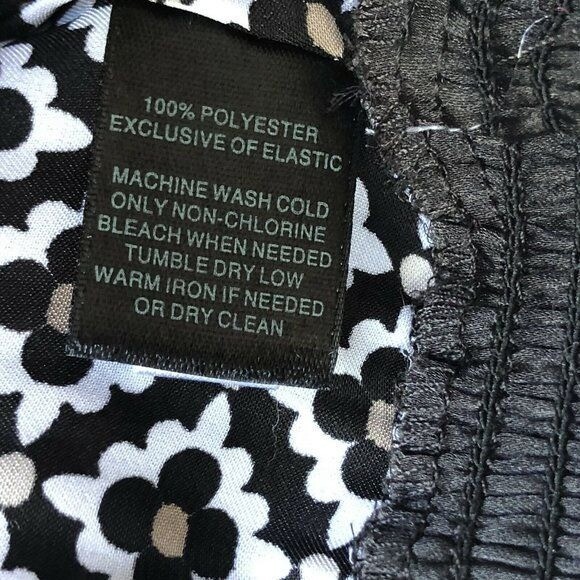 100% POLYESTER
EXCLUSIVE OF ELASTIC
MACHINE WASH COLD
ONLY NON-CHLORINE
BLEACH WHEN NEEDED
TUMBLE DRY LOW
WARM IRON IF NEEDED
OR DRY CLEAN